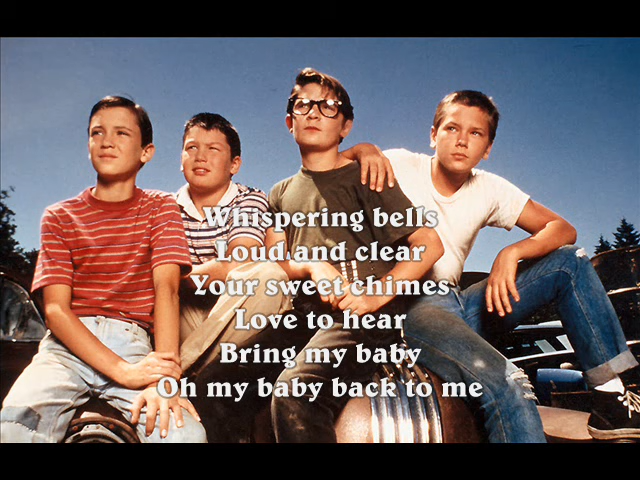 Whispering bells
Loud and clear
Your sweet chimes
Love to hear
Bring my baby
Oh my baby back to me